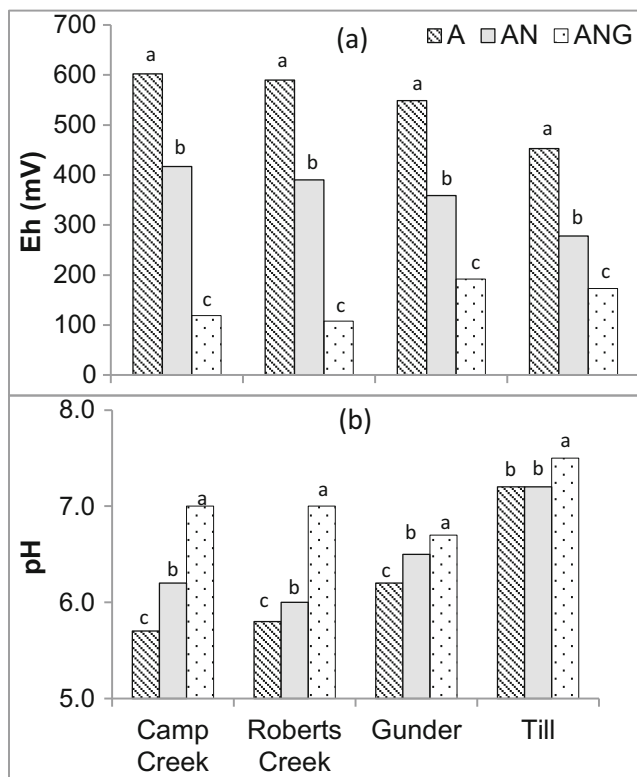 700
600
500
400
300
200
100
0
Eh (mV)
(a)
A AN ANG
a b c a b c a b c a b c
8.0
7.0
6.0
5.0
pH
(b)
c b a c b a c b a b b a
Camp Creek
Roberts Creek
Gunder
Till